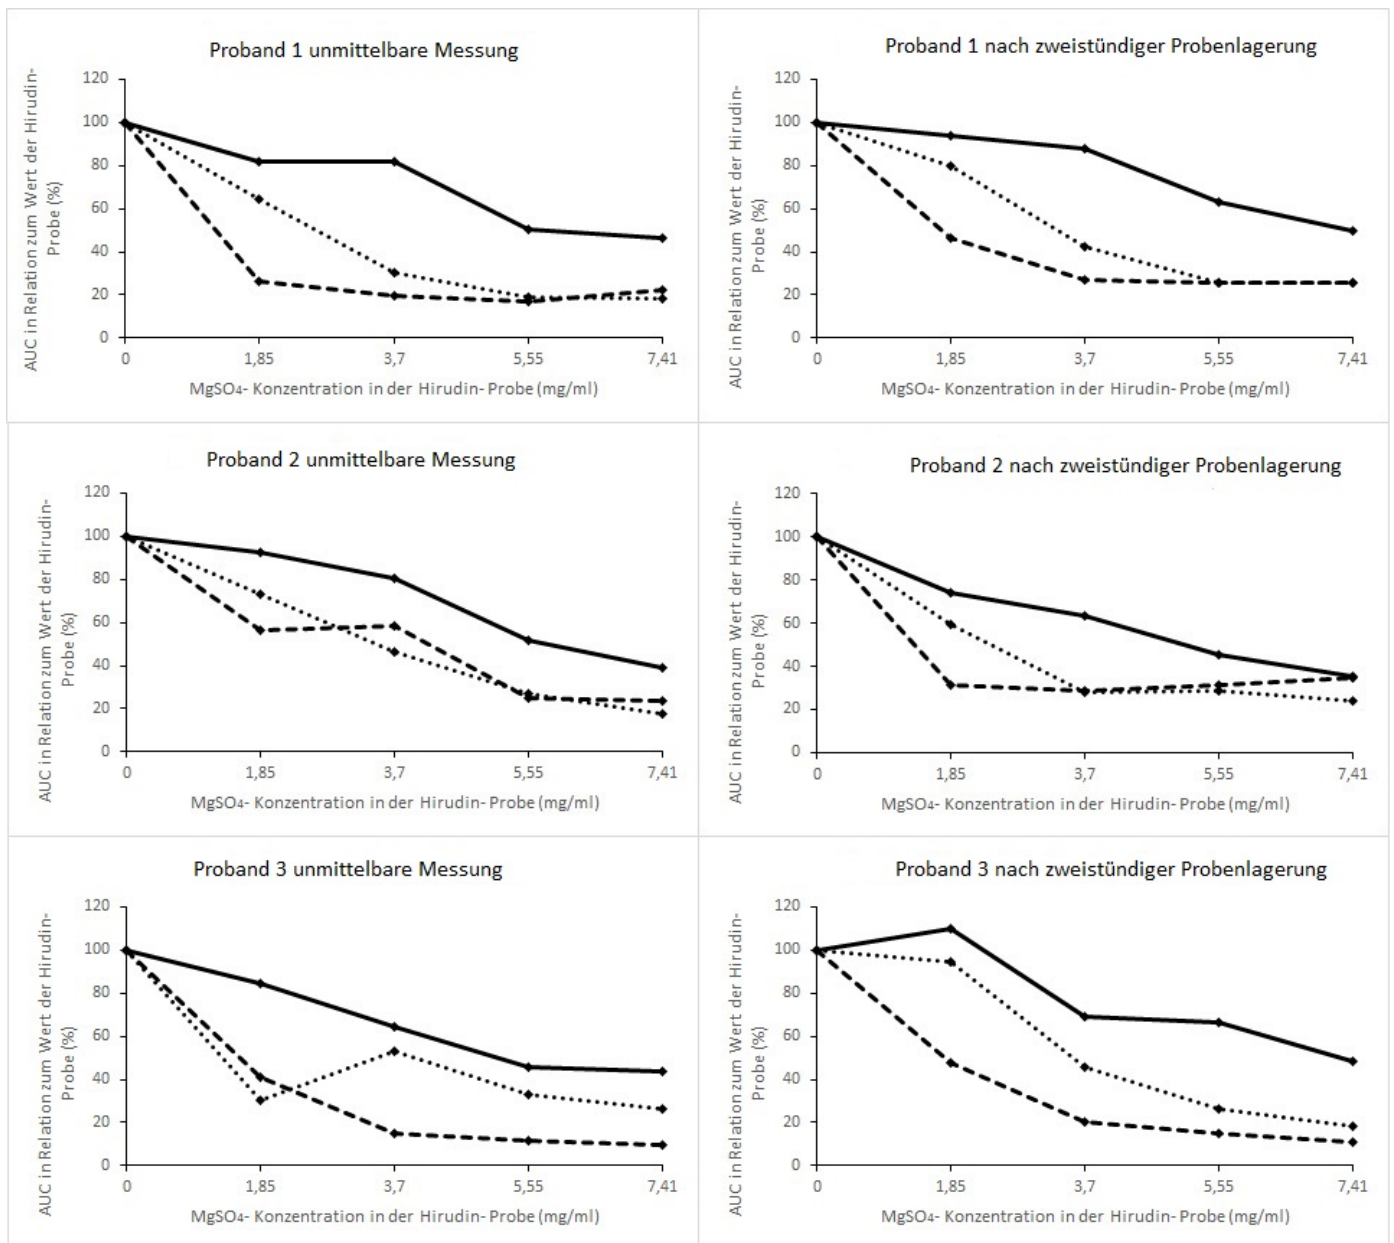 Proband 1 unmittelbare Messung
AUC in Relation zum Wert der Hirudin-
Probe (%)
120
100
80
60
40
20
0
0 1,85 3,7 5,55 7,41
MgSO4- Konzentration in der Hirudin- Probe (mg/ml)
Proband 1 nach zweistündiger Probenlagerung
AUC in Relation zum Wert der Hirudin-
Probe (%)
120
100
80
60
40
20
0
0 1,85 3,7 5,55 7,41
MgSO4- Konzentration in der Hirudin- Probe (mg/ml)
Proband 2 unmittelbare Messung
AUC in Relation zum Wert der Hirudin-
Probe (%)
120
100
80
60
40
20
0
0 1,85 3,7 5,55 7,41
MgSO4- Konzentration in der Hirudin- Probe (mg/ml)
Proband 2 nach zweistündiger Probenlagerung
AUC in Relation zum Wert der Hirudin-
Probe (%)
120
100
80
60
40
20
0
0 1,85 3,7 5,55 7,41
MgSO4- Konzentration in der Hirudin- Probe (mg/ml)
Proband 3 unmittelbare Messung
AUC in Relation zum Wert der Hirudin-
Probe (%)
120
100
80
60
40
20
0
0 1,85 3,7 5,55 7,41
MgSO4- Konzentration in der Hirudin- Probe (mg/ml)
Proband 3 nach zweistündiger Probenlagerung
AUC in Relation zum Wert der Hirudin-
Probe (%)
120
100
80
60
40
20
0
0 1,85 3,7 5,55 7,41
MgSO4- Konzentration in der Hirudin- Probe (mg/ml)